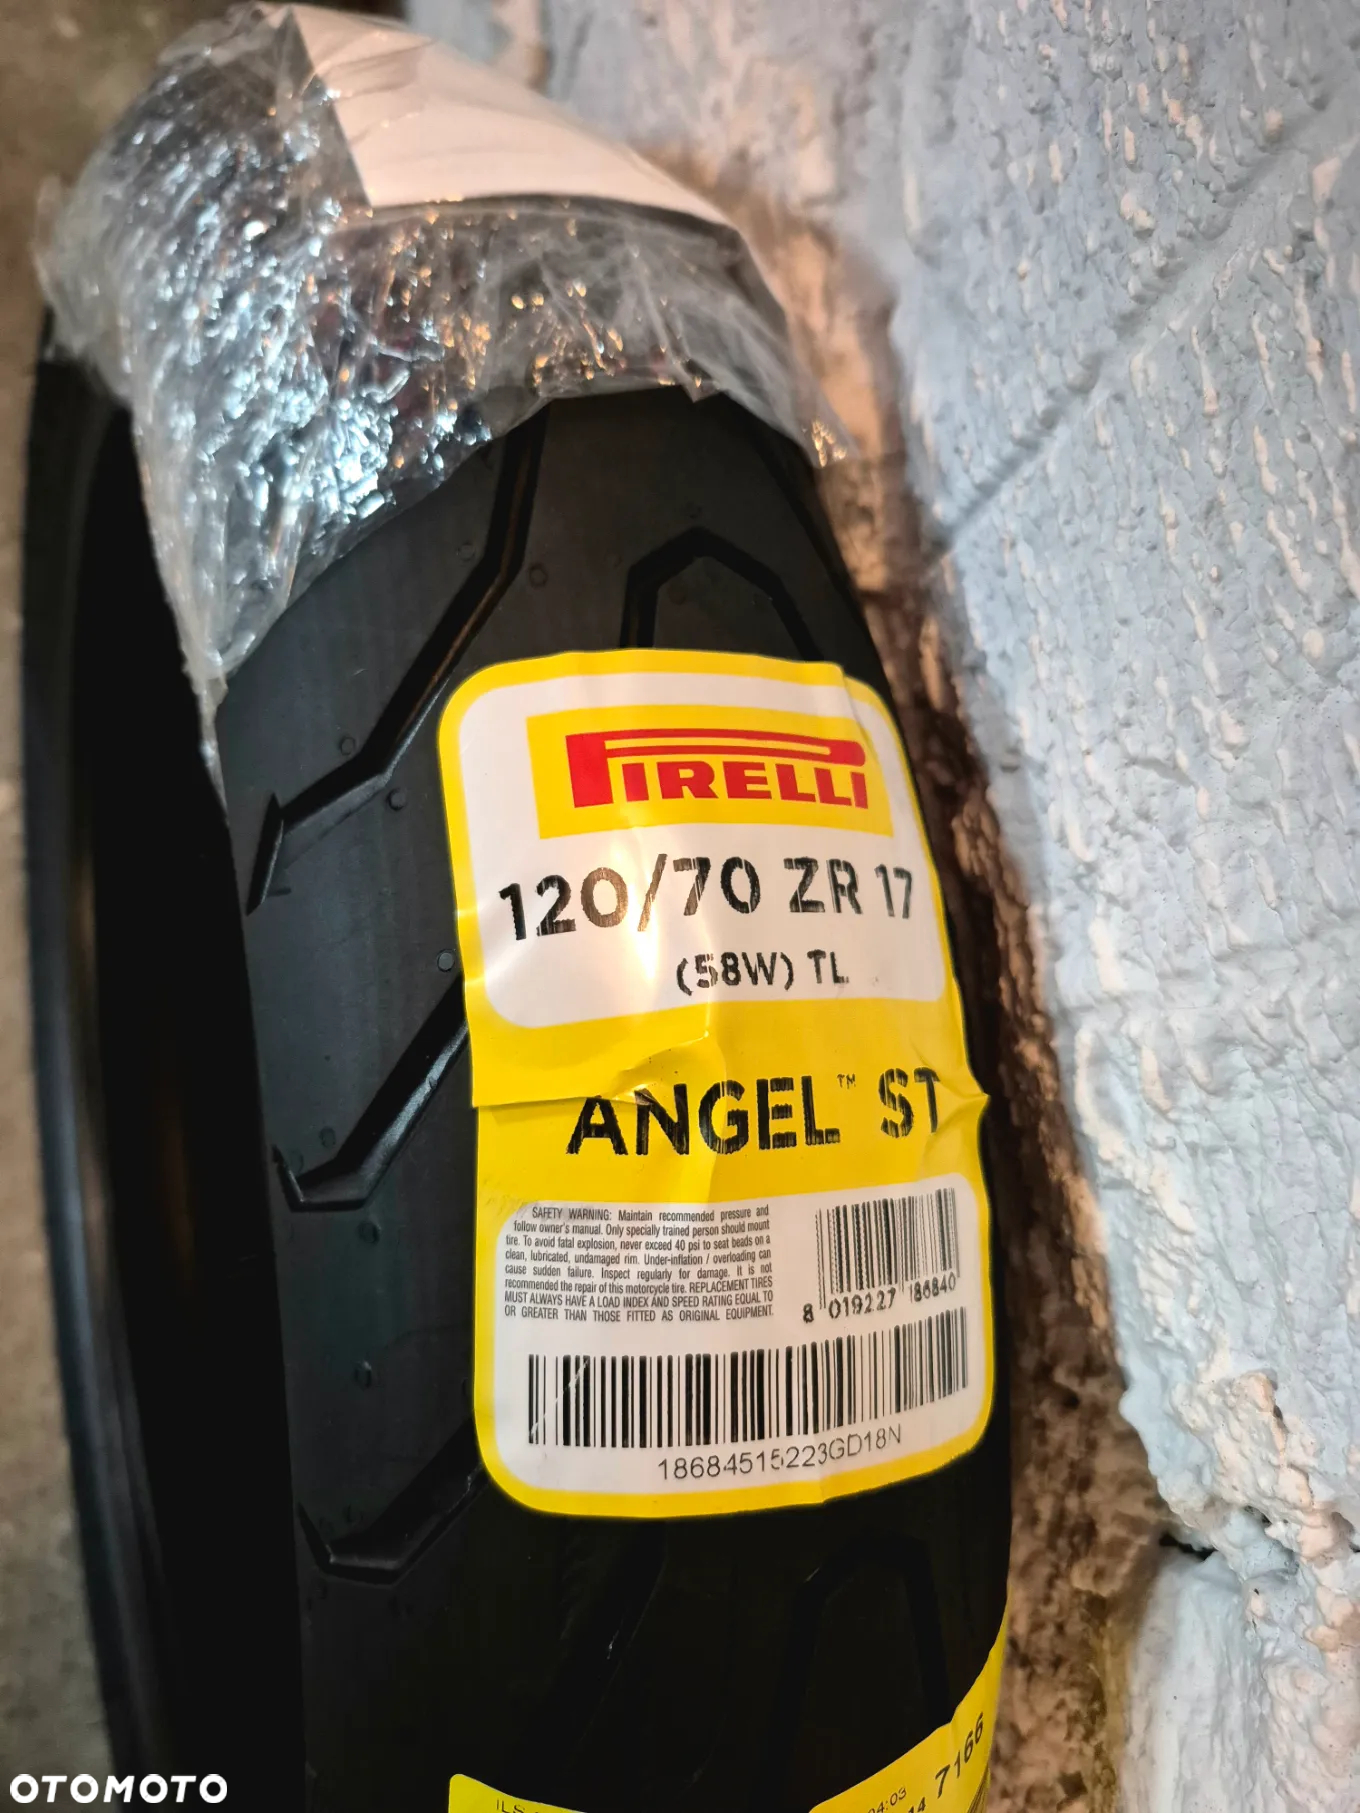 PIRELLI
120/70 ZR 17
(58W) TL
ANGEL™ ST
SAFETY WARNING: Maintain recommended pressure and
follow owner's manual. Only specially trained person should mount
tire. To avoid fatal explosion, never exceed 40 psi to seat beads on a
clean, lubricated, undamaged rim. Under-inflation / overloading can
cause sudden failure. Inspect regularly for damage. It is not
recommended the repair of this motorcycle tire. REPLACEMENT TIRES
MUST ALWAYS HAVE A LOAD INDEX AND SPEED RATING EQUAL TO
OR GREATER THAN THOSE FITTED AS ORIGINAL EQUIPMENT.
8 019227 186840
18684515223GD18N
04:03
14 7166
OTOMOTO